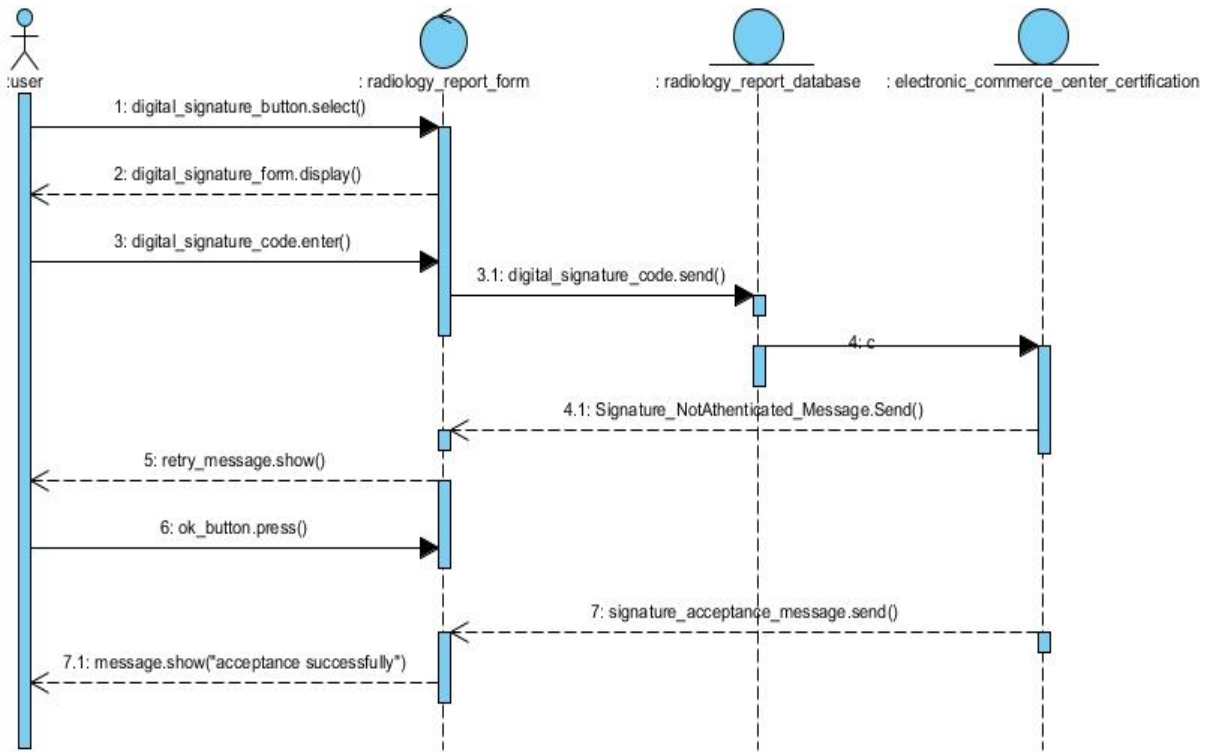 :user
: radiology_report_form
: radiology_report_database
: electronic_commerce_center_certification
1: digital_signature_button.select()
2: digital_signature_form.display()
3: digital_signature_code.enter()
3.1: digital_signature_code.send()
4: c
4.1: Signature_NotAthenticated_Message.Send()
5: retry_message.show()
6: ok_button.press()
7: signature_acceptance_message.send()
7.1: message.show("acceptance successfully")